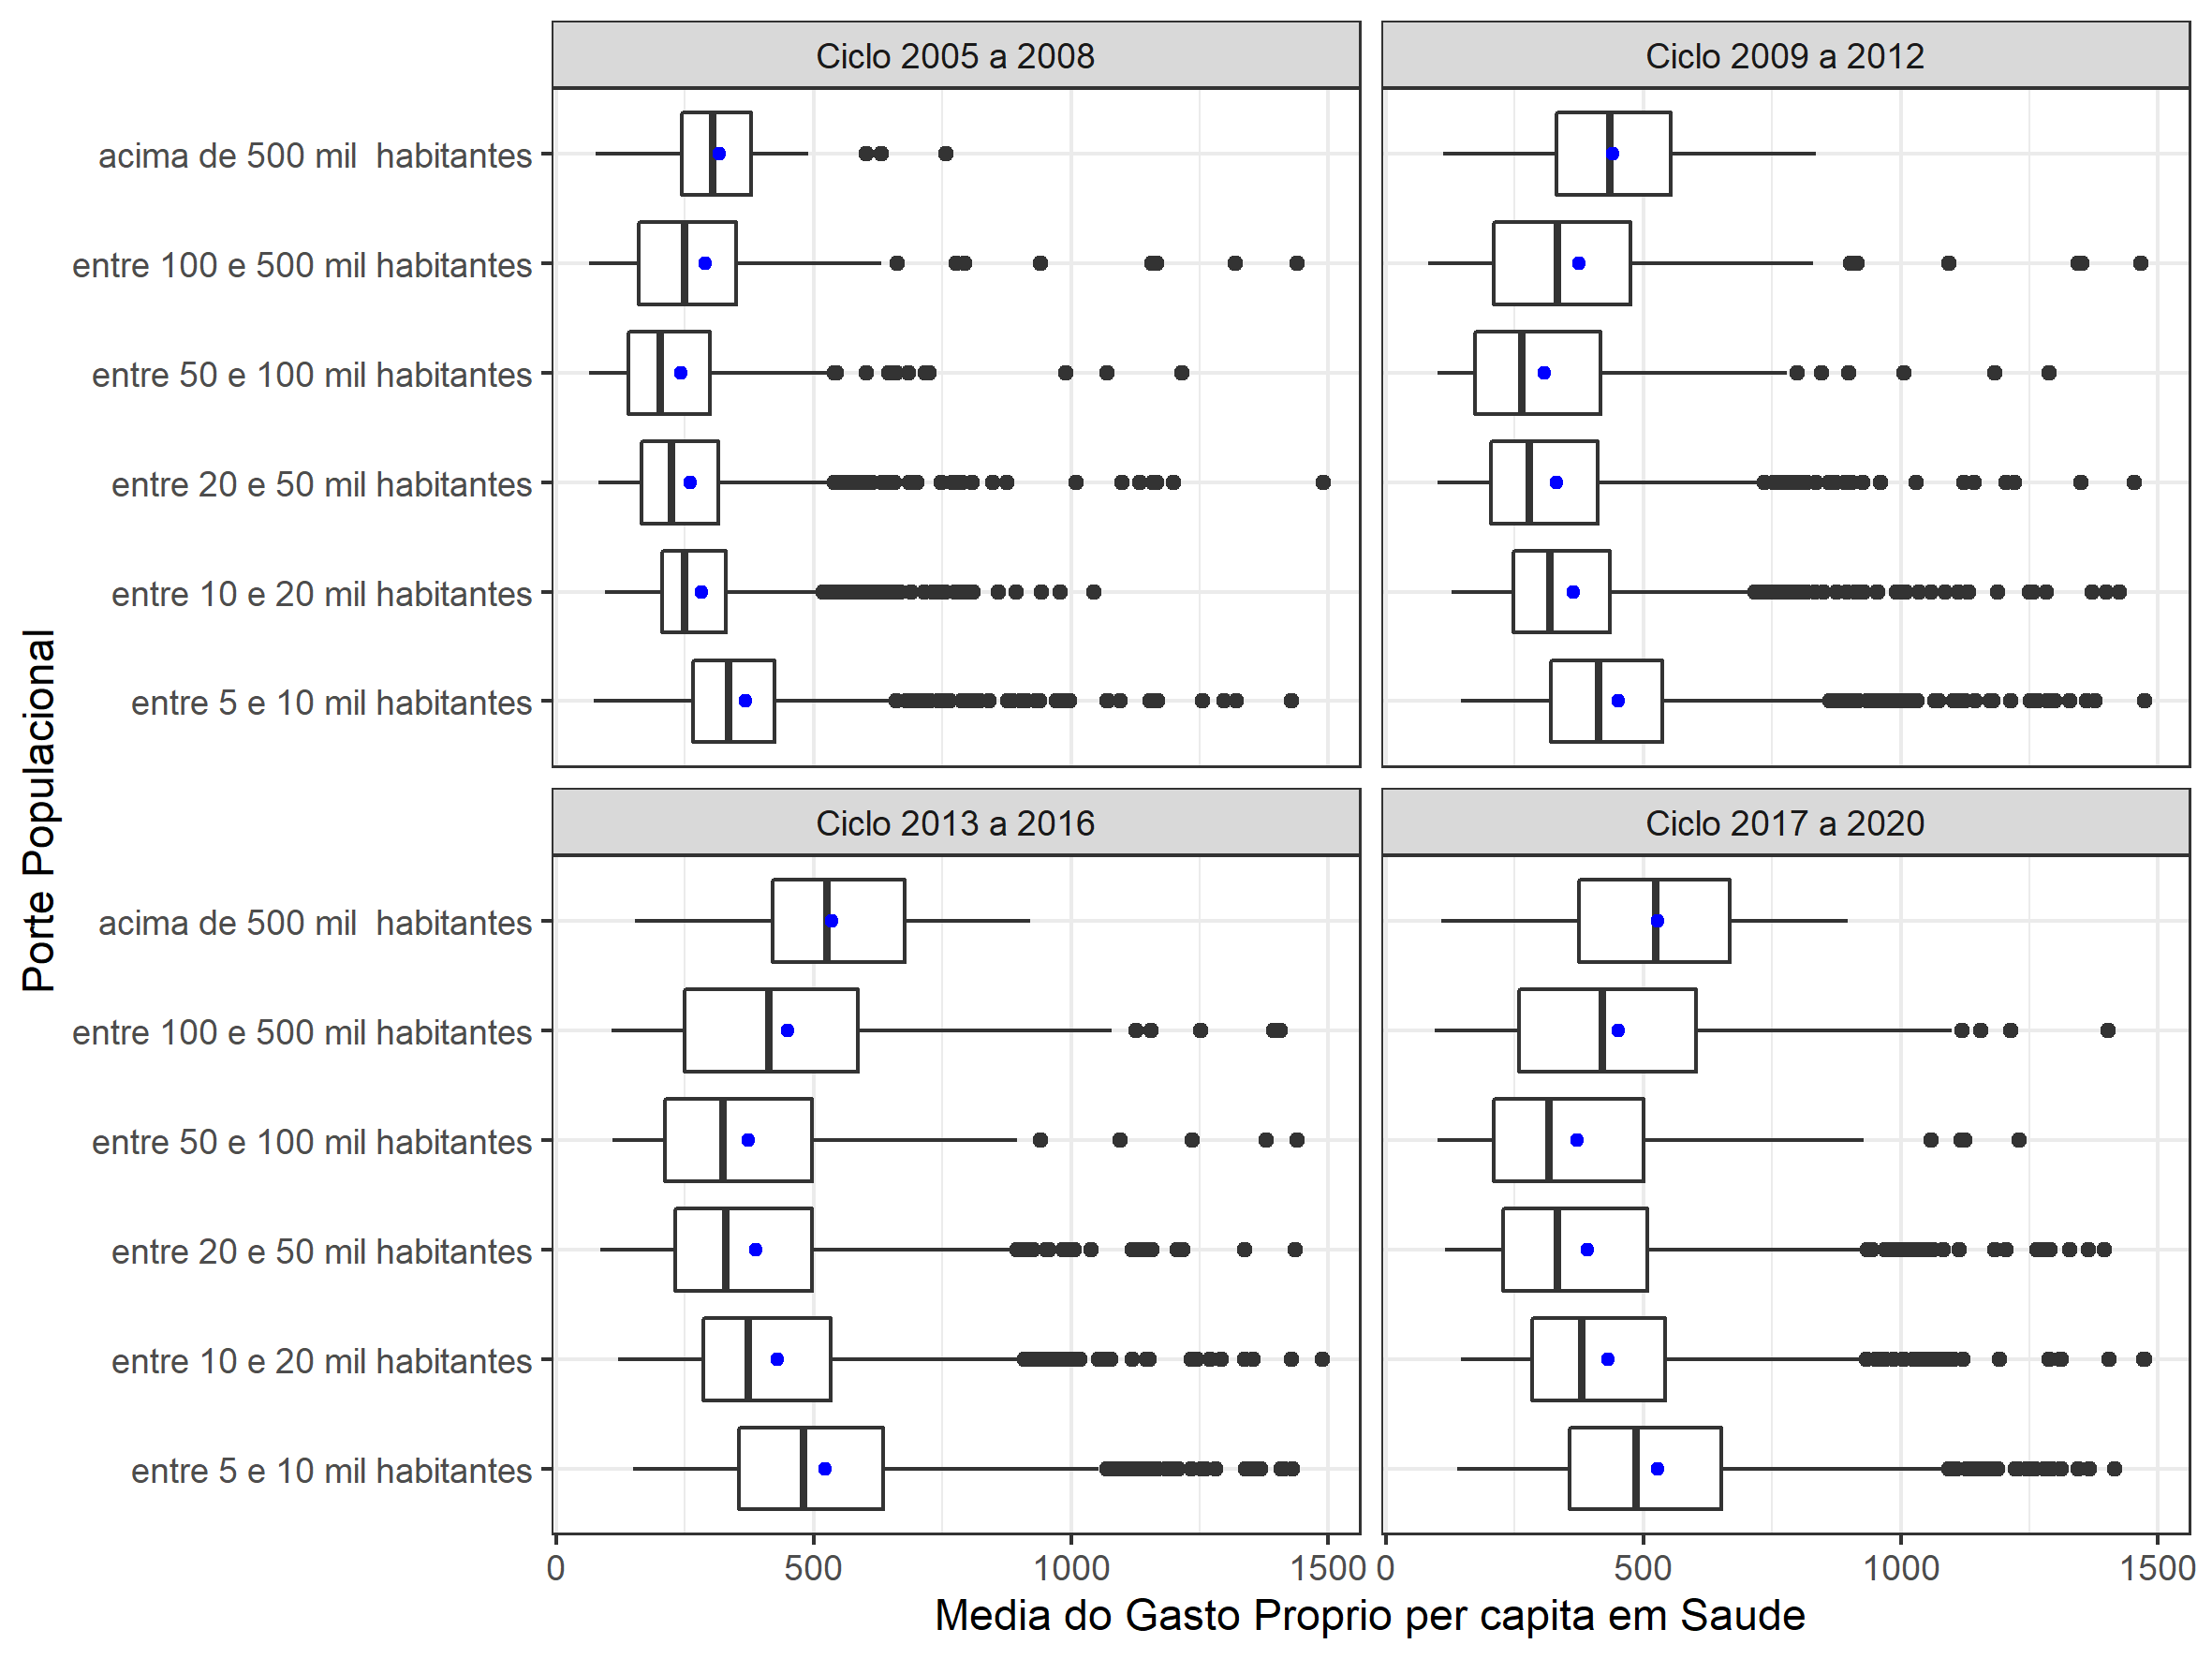 Ciclo 2005 a 2008
Ciclo 2009 a 2012
acima de 500 mil  habitantes
entre 100 e 500 mil habitantes
entre 50 e 100 mil habitantes
entre 20 e 50 mil habitantes
entre 10 e 20 mil habitantes
entre 5 e 10 mil habitantes
Porte Populacional
Ciclo 2013 a 2016
Ciclo 2017 a 2020
acima de 500 mil  habitantes
entre 100 e 500 mil habitantes
entre 50 e 100 mil habitantes
entre 20 e 50 mil habitantes
entre 10 e 20 mil habitantes
entre 5 e 10 mil habitantes
0 500 1000 1500 0 500 1000 1500
Media do Gasto Proprio per capita em Saude